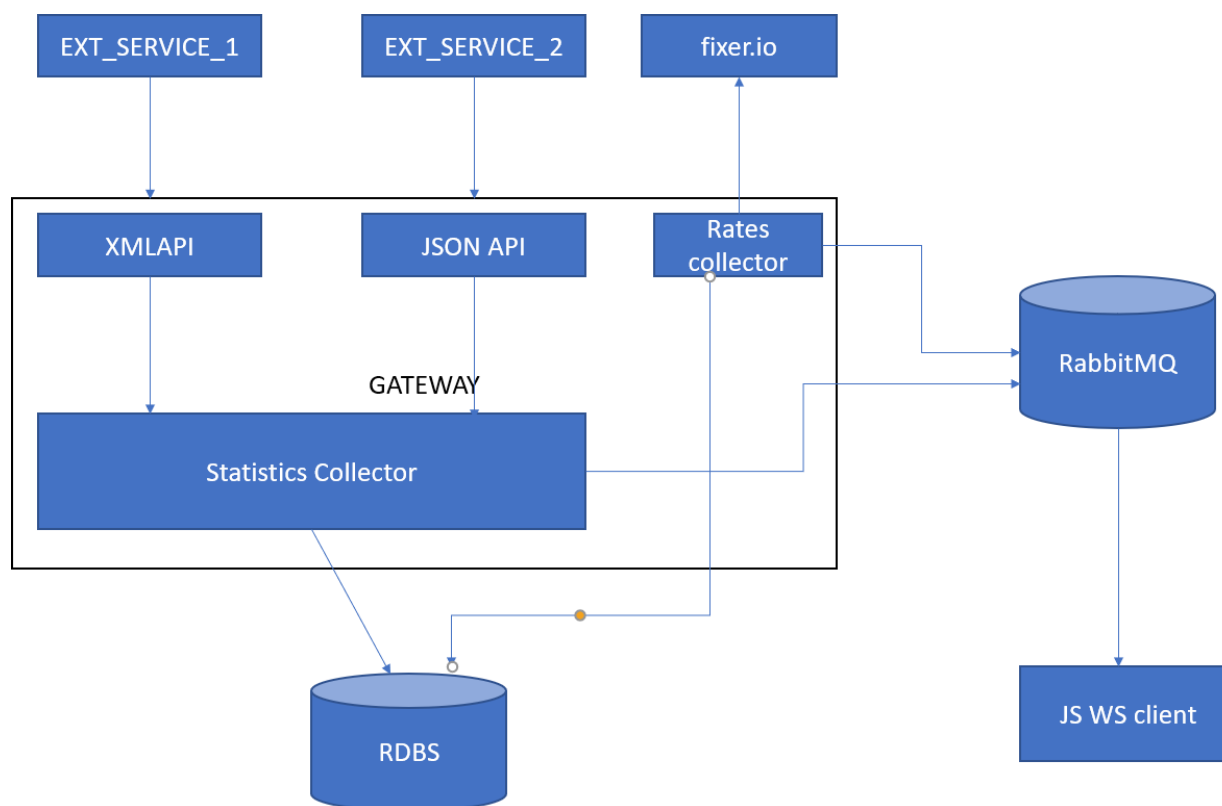 EXT_SERVICE_1
EXT_SERVICE_2
fixer.io
XMLAPI
JSON API
Rates
collector
RabbitMQ
GATEWAY
Statistics Collector
JS WS client
RDBS